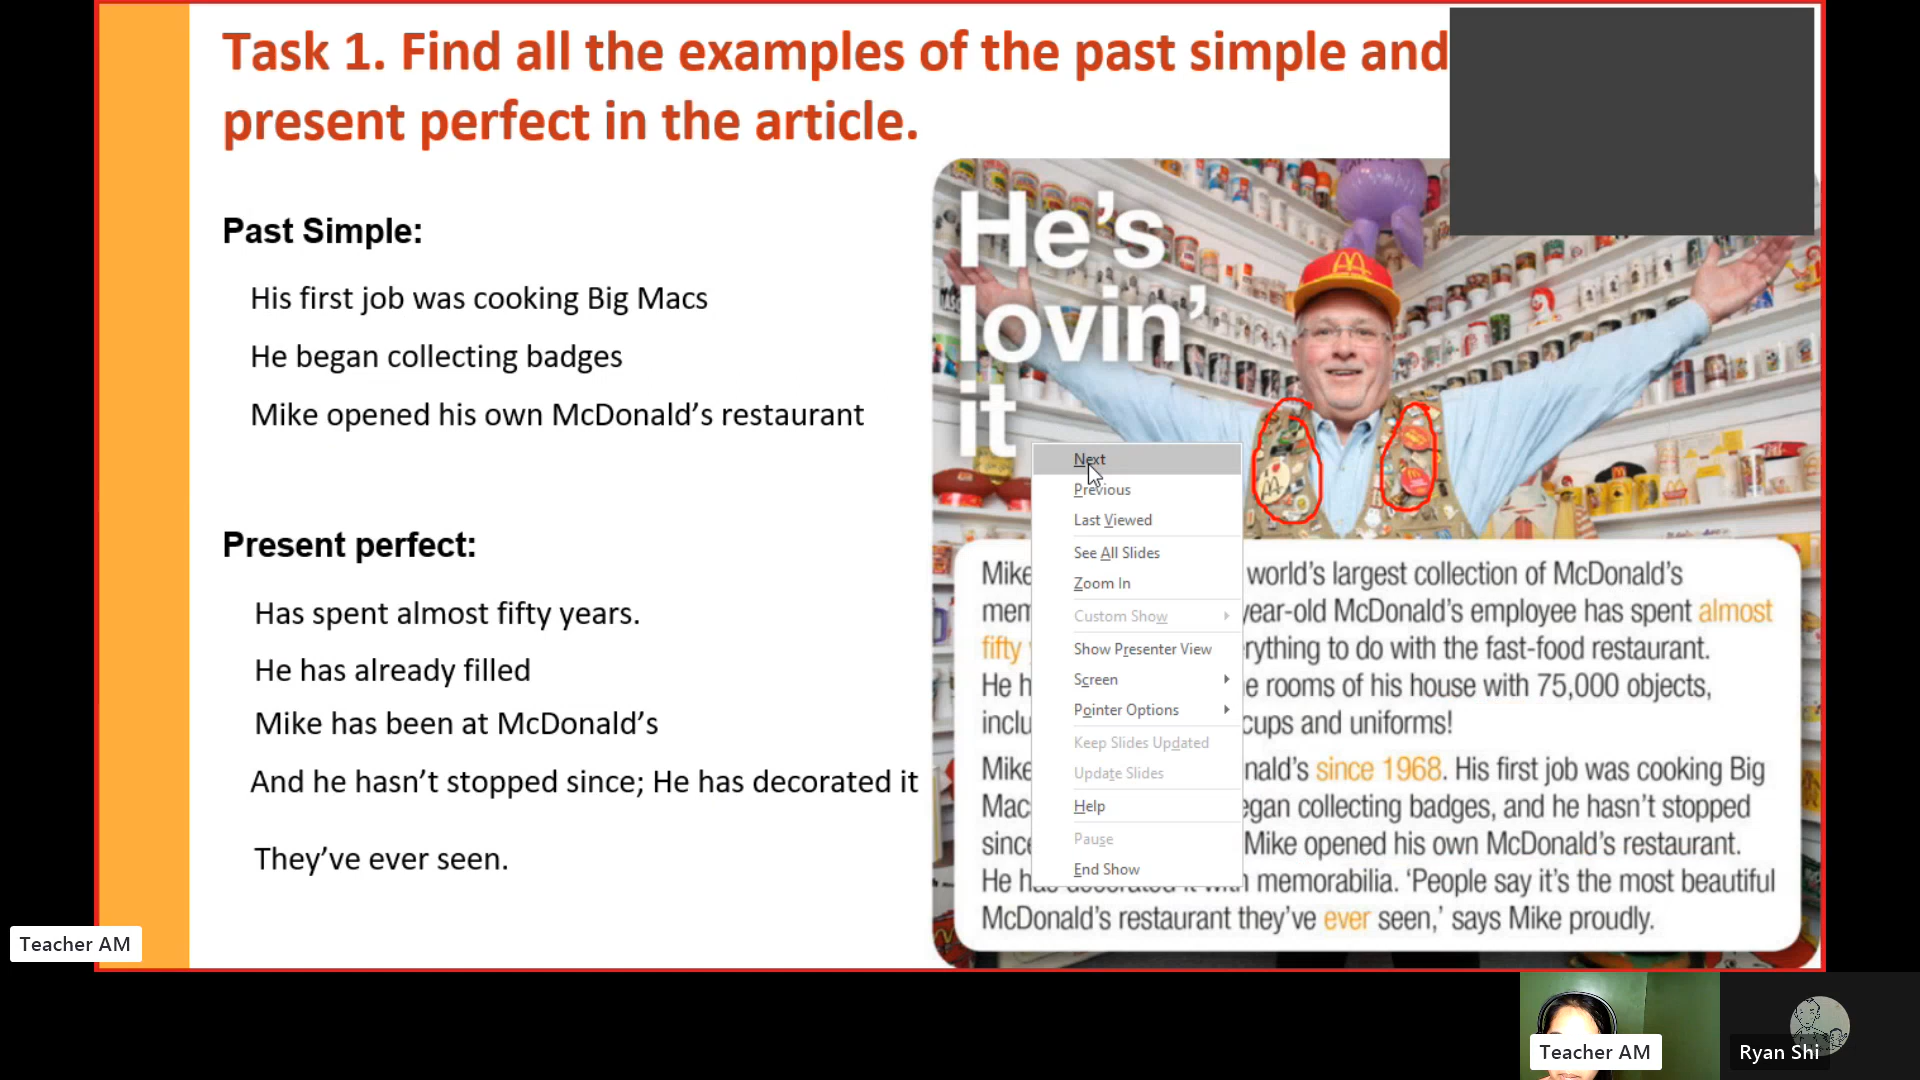 Task 1. Find all the examples of the past simple and
present perfect in the article.
Past Simple:
His first job was cooking Big Macs
He began collecting badges
Mike opened his own McDonald's restaurant
Present perfect:
Has spent almost fifty years.
He has already filled
Mike has been at McDonald's
And he hasn't stopped since; He has decorated it
They've ever seen.
He's
lovin'
it
Next
Previous
Last Viewed
See All Slides
Zoom In
Custom Show
Show Presenter View
Screen
Pointer Options
Keep Slides Updated
Update Slides
Help
Pause
End Show
Mike world's largest collection of McDonald's
year-old McDonald's employee has spent almost
fifty to do with the fast-food restaurant.
He rooms of his house with 75,000 objects,
cups and uniforms!
Mike since 1968. His first job was cooking Big
collecting badges, and he hasn't stopped
Mike opened his own McDonald's restaurant.
He memorabilia. 'People say it's the most beautiful
McDonald's restaurant they've ever seen,' says Mike proudly.
Teacher AM
Teacher AM
Ryan Shi